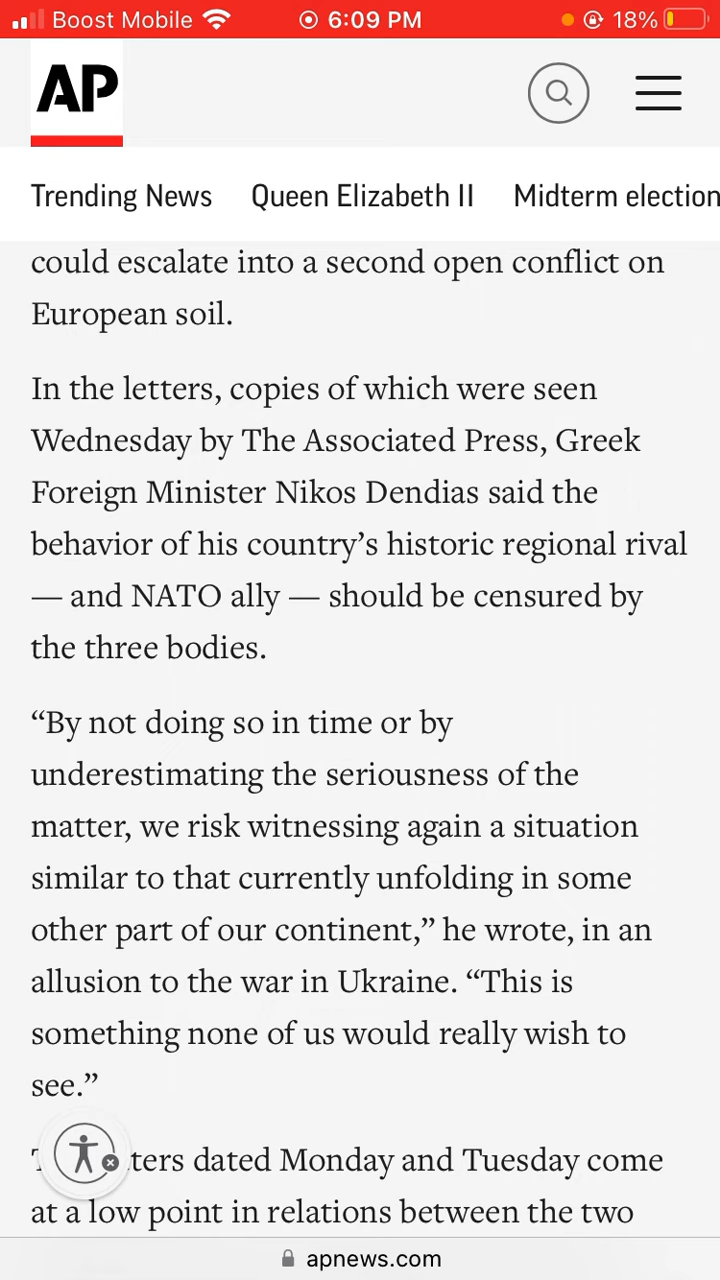 Boost Mobile 6:09 PM 18%
AP
Trending News Queen Elizabeth II Midterm election
could escalate into a second open conflict on
European soil.
In the letters, copies of which were seen
Wednesday by The Associated Press, Greek
Foreign Minister Nikos Dendias said the
behavior of his country’s historic regional rival
— and NATO ally — should be censured by
the three bodies.
“By not doing so in time or by
underestimating the seriousness of the
matter, we risk witnessing again a situation
similar to that currently unfolding in some
other part of our continent,” he wrote, in an
allusion to the war in Ukraine. “This is
something none of us would really wish to
see.”
ters dated Monday and Tuesday come
at a low point in relations between the two
apnews.com